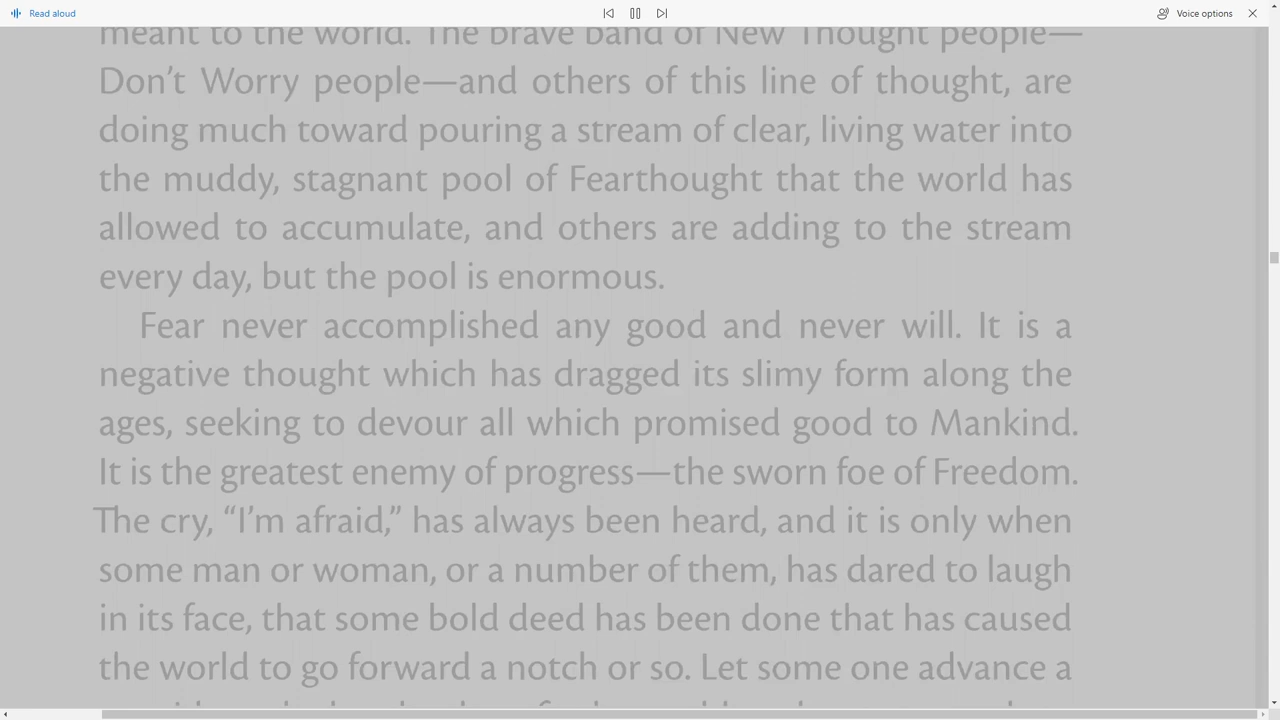 Read aloud
Voice options
meant to the world. The brave band of New Thought people—
Don’t Worry people—and others of this line of thought, are
doing much toward pouring a stream of clear, living water into
the muddy, stagnant pool of Fearthought that the world has
allowed to accumulate, and others are adding to the stream
every day, but the pool is enormous.
Fear never accomplished any good and never will. It is a
negative thought which has dragged its slimy form along the
ages, seeking to devour all which promised good to Mankind.
It is the greatest enemy of progress—the sworn foe of Freedom.
The cry, “I’m afraid,” has always been heard, and it is only when
some man or woman, or a number of them, has dared to laugh
in its face, that some bold deed has been done that has caused
the world to go forward a notch or so. Let some one advance a